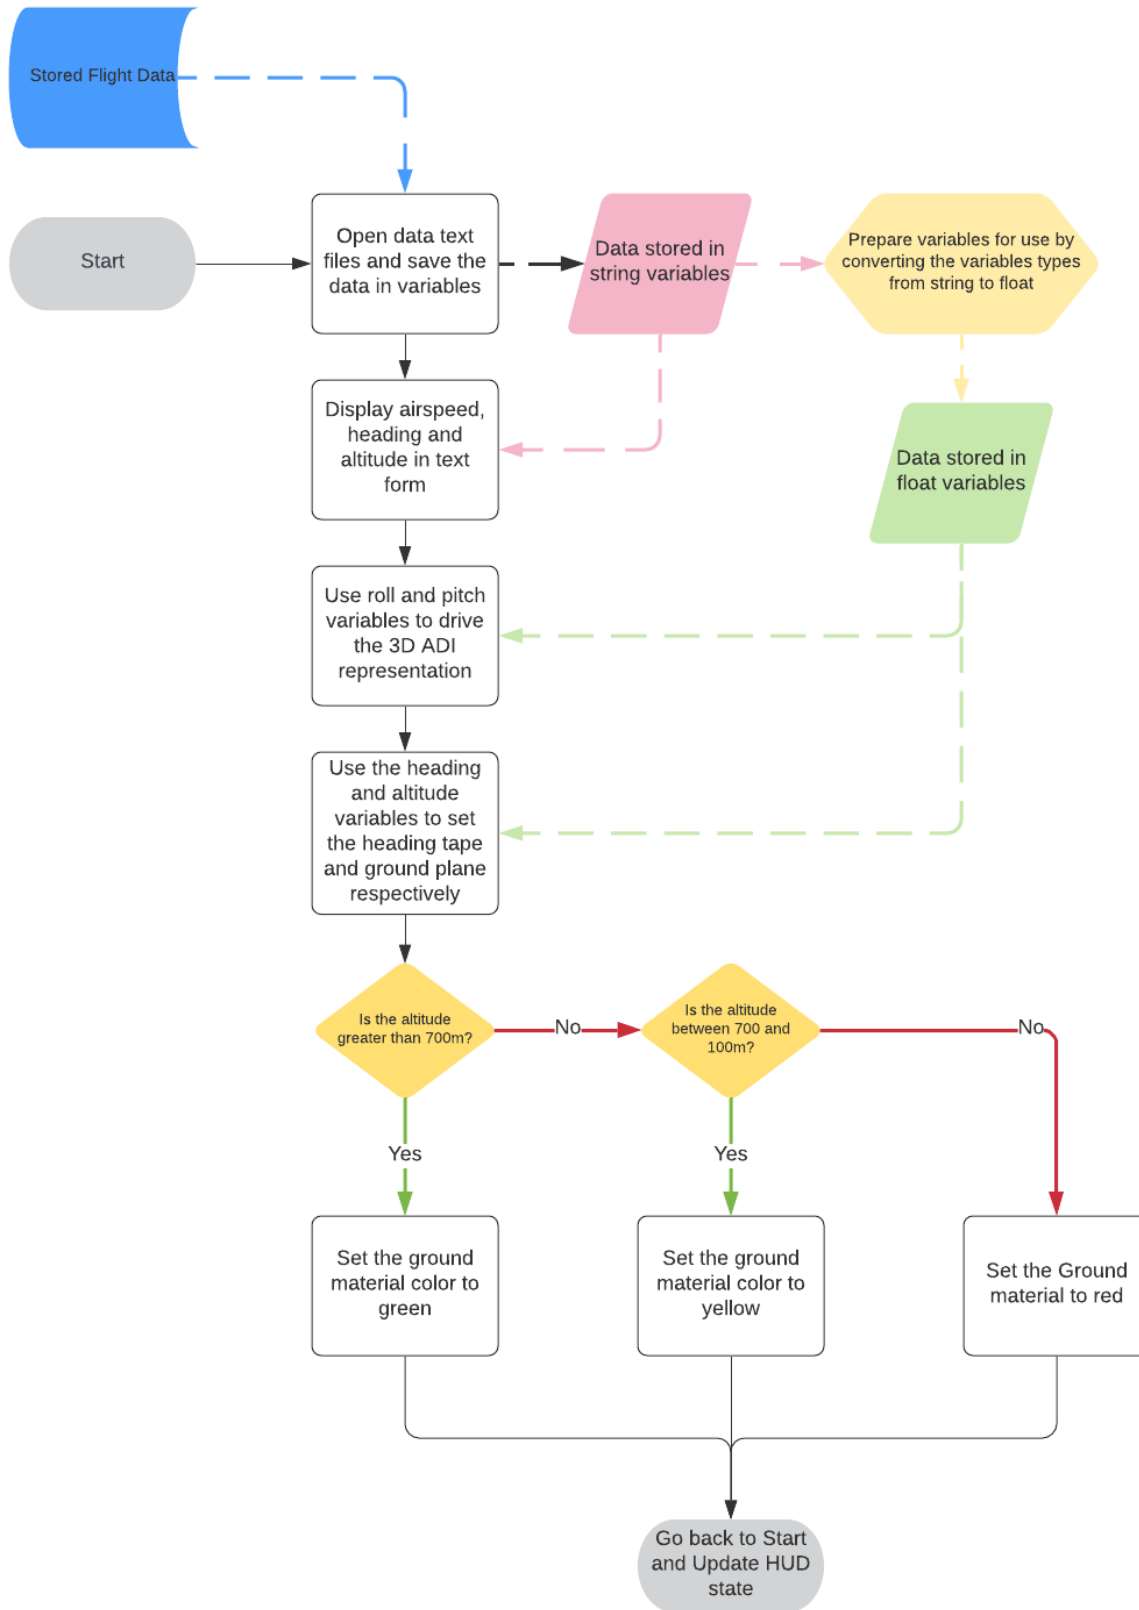 Stored Flight Data
Start
Open data text
files and save the
data in variables
Data stored in
string variables
Prepare variables for use by
converting the variables types
from string to float
Display airspeed,
heading and
altitude in text
form
Data stored in
float variables
Use roll and pitch
variables to drive
the 3D ADI
representation
Use the heading
and altitude
variables to set
the heading tape
and ground plane
respectively
Is the altitude
greater than 700m?
No
Is the altitude
between 700 and
100m?
No
Yes
Yes
Set the ground
material color to
green
Set the ground
material color to
yellow
Set the Ground
material to red
Go back to Start
and Update HUD
state